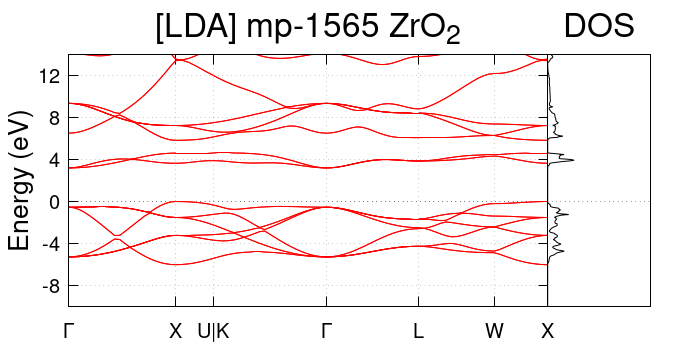 [LDA] mp-1565 ZrO2 DOS
Energy (eV)
12
8
4
0
-4
-8
Γ X U|K Γ L W X